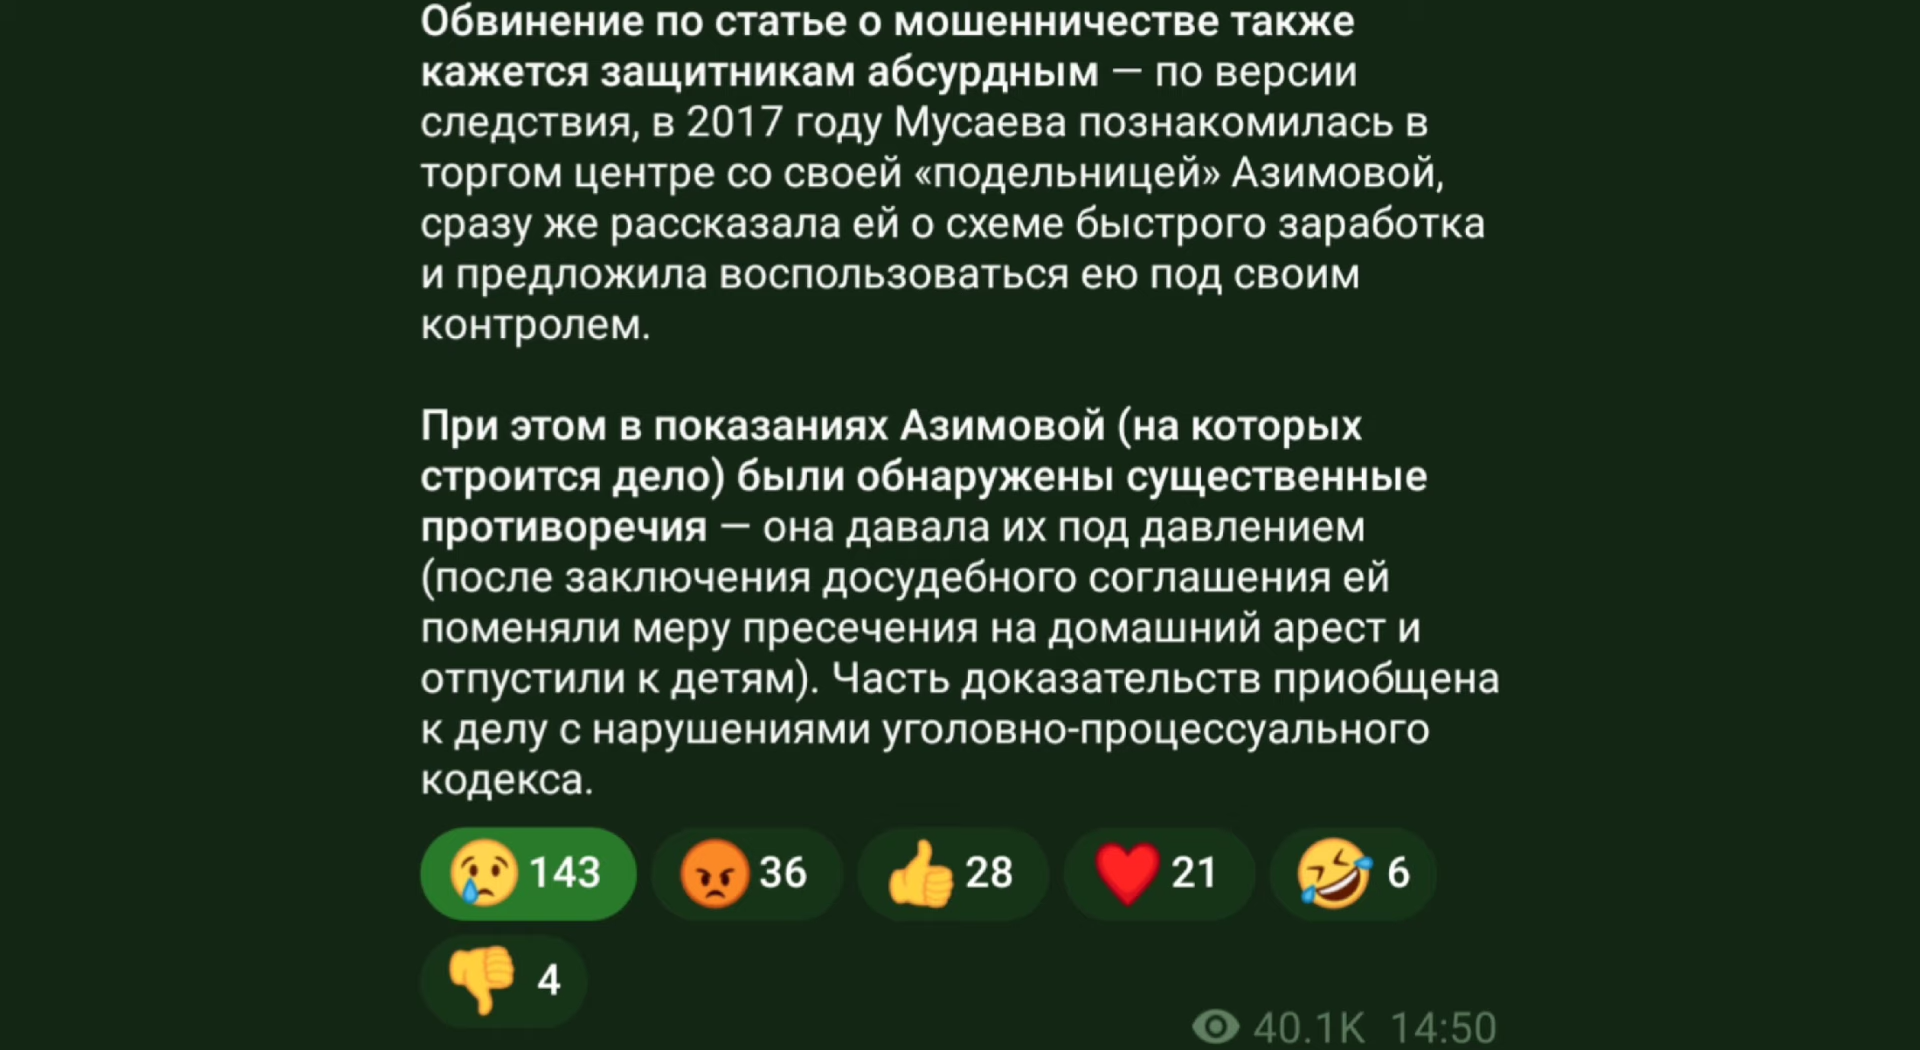 Обвинение по статье о мошенничестве также
кажется защитникам абсурдным — по версии
следствия, в 2017 году Мусаева познакомилась в
торгом центре со своей «подельницей» Азимовой,
сразу же рассказала ей о схеме быстрого заработка
и предложила воспользоваться ею под своим
контролем.
При этом в показаниях Азимовой (на которых
строится дело) были обнаружены существенные
противоречия — она давала их под давлением
(после заключения досудебного соглашения ей
поменяли меру пресечения на домашний арест и
отпустили к детям). Часть доказательств приобщена
к делу с нарушениями уголовно-процессуального
кодекса.
143 36 28 21 6
4
40.1K 14:50